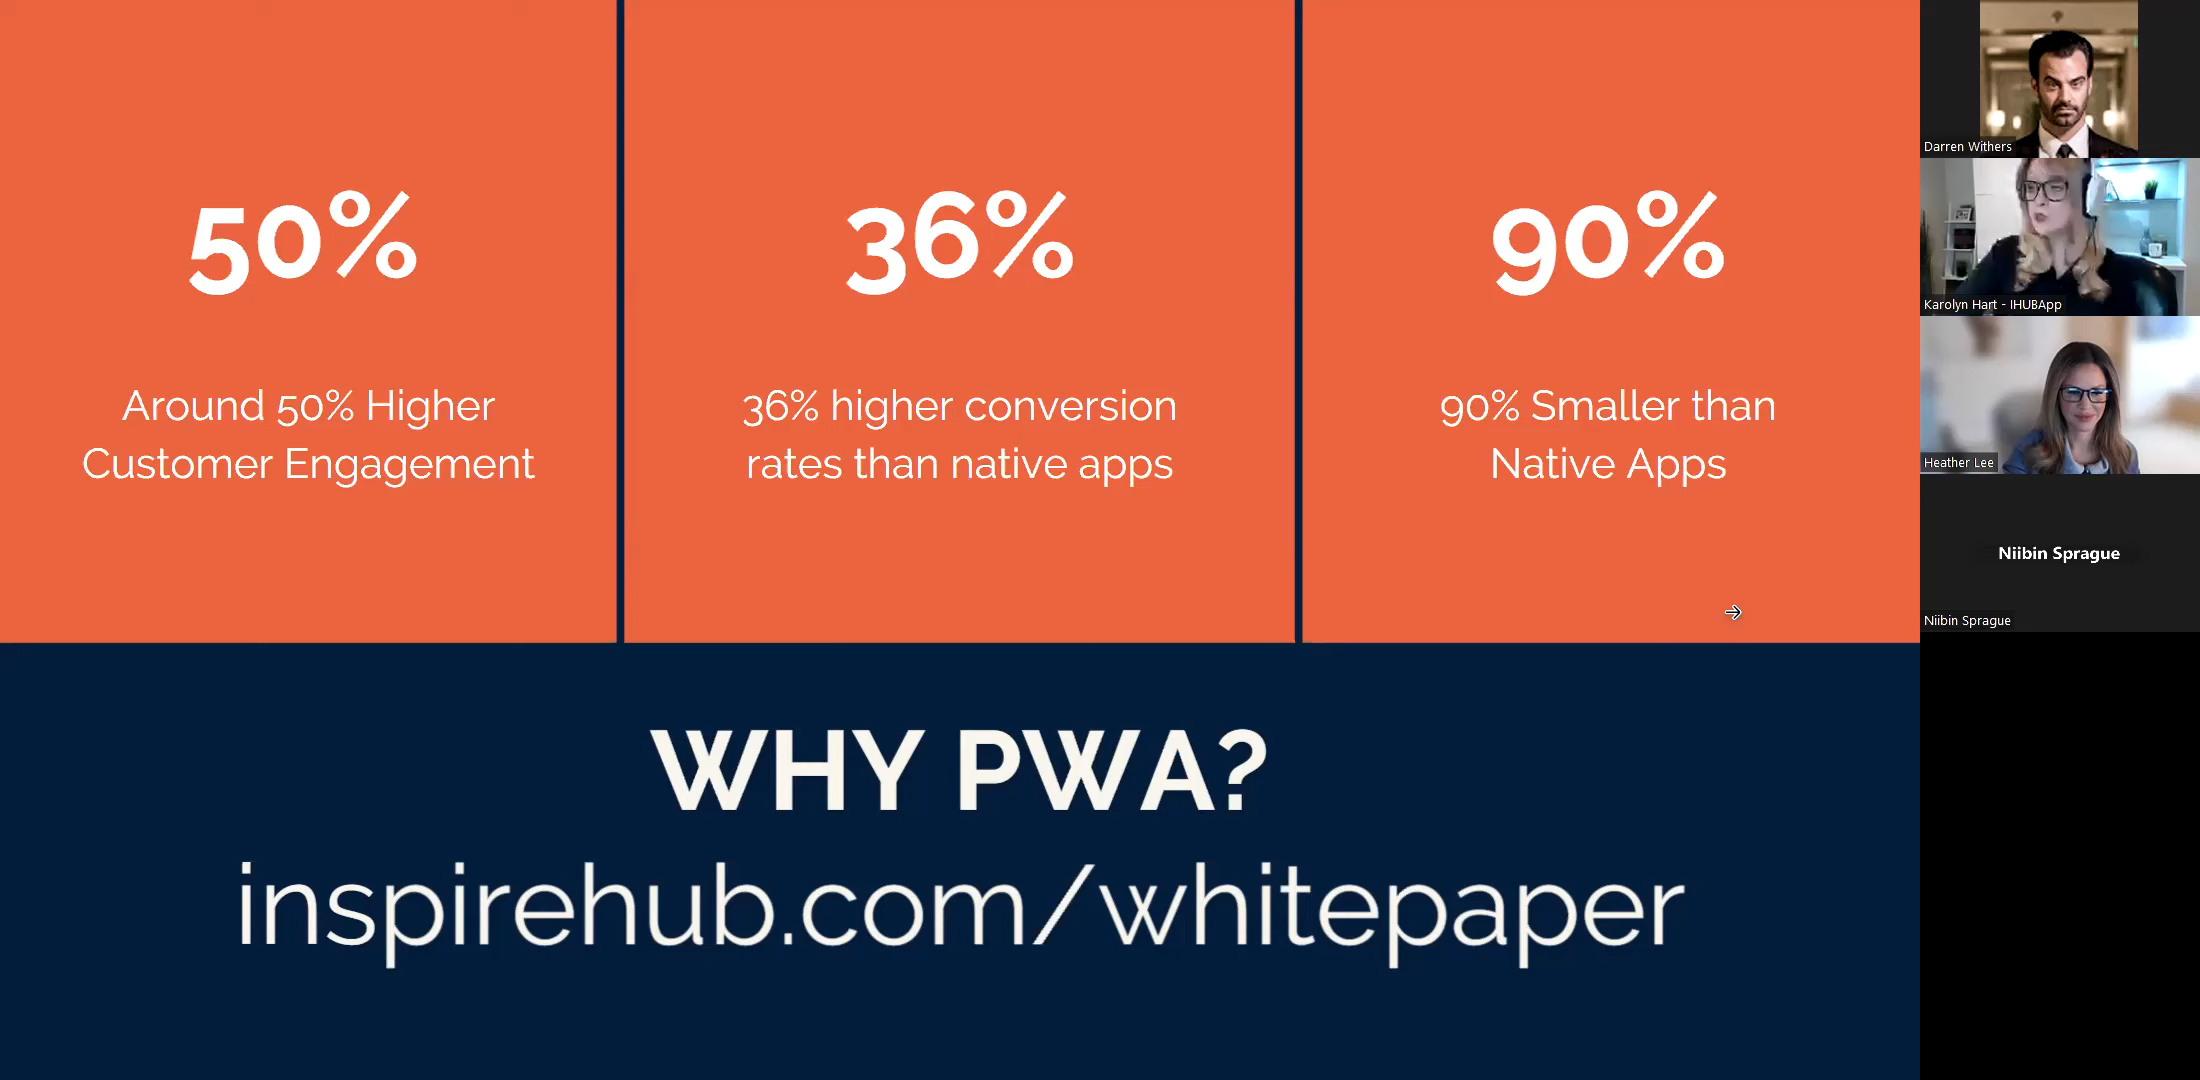 50%
Around 50% Higher
Customer Engagement
36%
36% higher conversion
rates than native apps
90%
90% Smaller than
Native Apps
WHY PWA?
inspirehub.com/whitepaper
Darren Withers
Karolyn Hart - IHUBApp
Heather Lee
Niibin Sprague
Niibin Sprague